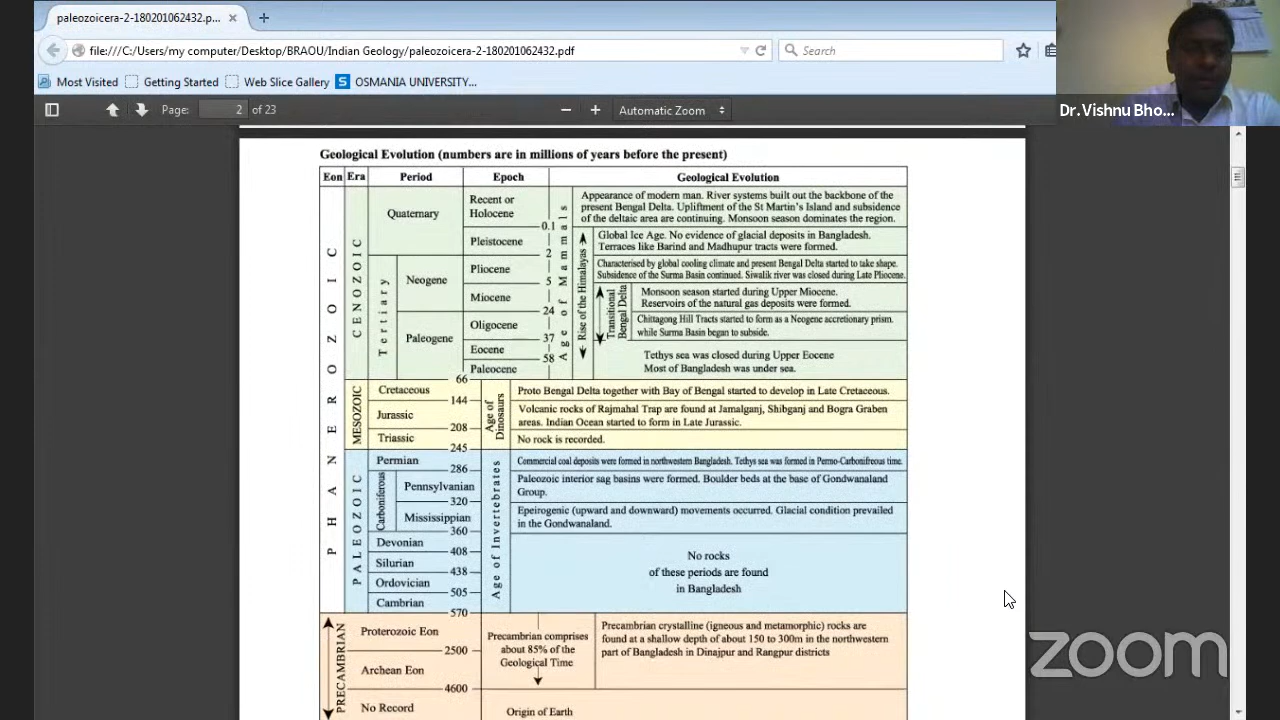 paleozoicera-2-180201062432.p...
file:///C:/Users/my computer/Desktop/BRAOU/Indian Geology/paleozoicera-2-180201062432.pdf
Search
Most Visited
Getting Started
Web Slice Gallery
OSMANIA UNIVERSITY...
Page: 2 of 23
Automatic Zoom
Dr.Vishnu Bho...
Geological Evolution (numbers are in millions of years before the present)
Eon Era Period Epoch Geological Evolution
PHANEROZOIC
CENOZOIC
Quaternary
Recent or
Holocene
0.1
Age of Mammals
Appearance of modern man. River systems built out the backbone of the
present Bengal Delta. Upliftment of the St Martin's Island and subsidence
of the deltaic area are continuing. Monsoon season dominates the region.
Pleistocene
2
Rise of the Himalayas
Global Ice Age. No evidence of glacial deposits in Bangladesh.
Terraces like Barind and Madhupur tracts were formed.
Tertiary
Neogene
Pliocene
5
Characterised by global cooling climate and present Bengal Delta started to take shape.
Subsidence of the Surma Basin continued. Siwalik river was closed during Late Pliocene.
Miocene
24
Transitional
Bengal Delta
Monsoon season started during Upper Miocene.
Reservoirs of the natural gas deposits were formed.
Paleogene
Oligocene
37
Chittagong Hill Tracts started to form as a Neogene accretionary prism.
while Surma Basin began to subside.
Eocene
58
Paleocene
66
Tethys sea was closed during Upper Eocene
Most of Bangladesh was under sea.
MESOZOIC
Cretaceous
144
Age of
Dinosaurs
Proto Bengal Delta together with Bay of Bengal started to develop in Late Cretaceous.
Jurassic
208
Volcanic rocks of Rajmahal Trap are found at Jamalganj, Shibganj and Bogra Graben
areas. Indian Ocean started to form in Late Jurassic.
Triassic
245
No rock is recorded.
PALEOZOIC
Permian
286
Age of Invertebrates
Commercial coal deposits were formed in northwestern Bangladesh. Tethys sea was formed in Permo-Carbonifreous time.
Carboniferous
Pennsylvanian
320
Paleozoic interior sag basins were formed. Boulder beds at the base of Gondwanaland
Group.
Mississippian
360
Epeirogenic (upward and downward) movements occurred. Glacial condition prevailed
in the Gondwanaland.
Devonian
408
Silurian
438
Ordovician
505
Cambrian
570
No rocks
of these periods are found
in Bangladesh
PRECAMBRIAN
Proterozoic Eon
2500
Archean Eon
4600
No Record
Precambrian comprises
about 85% of the
Geological Time
Precambrian crystalline (igneous and metamorphic) rocks are
found at a shallow depth of about 150 to 300m in the northwestern
part of Bangladesh in Dinajpur and Rangpur districts
Origin of Earth
zoom